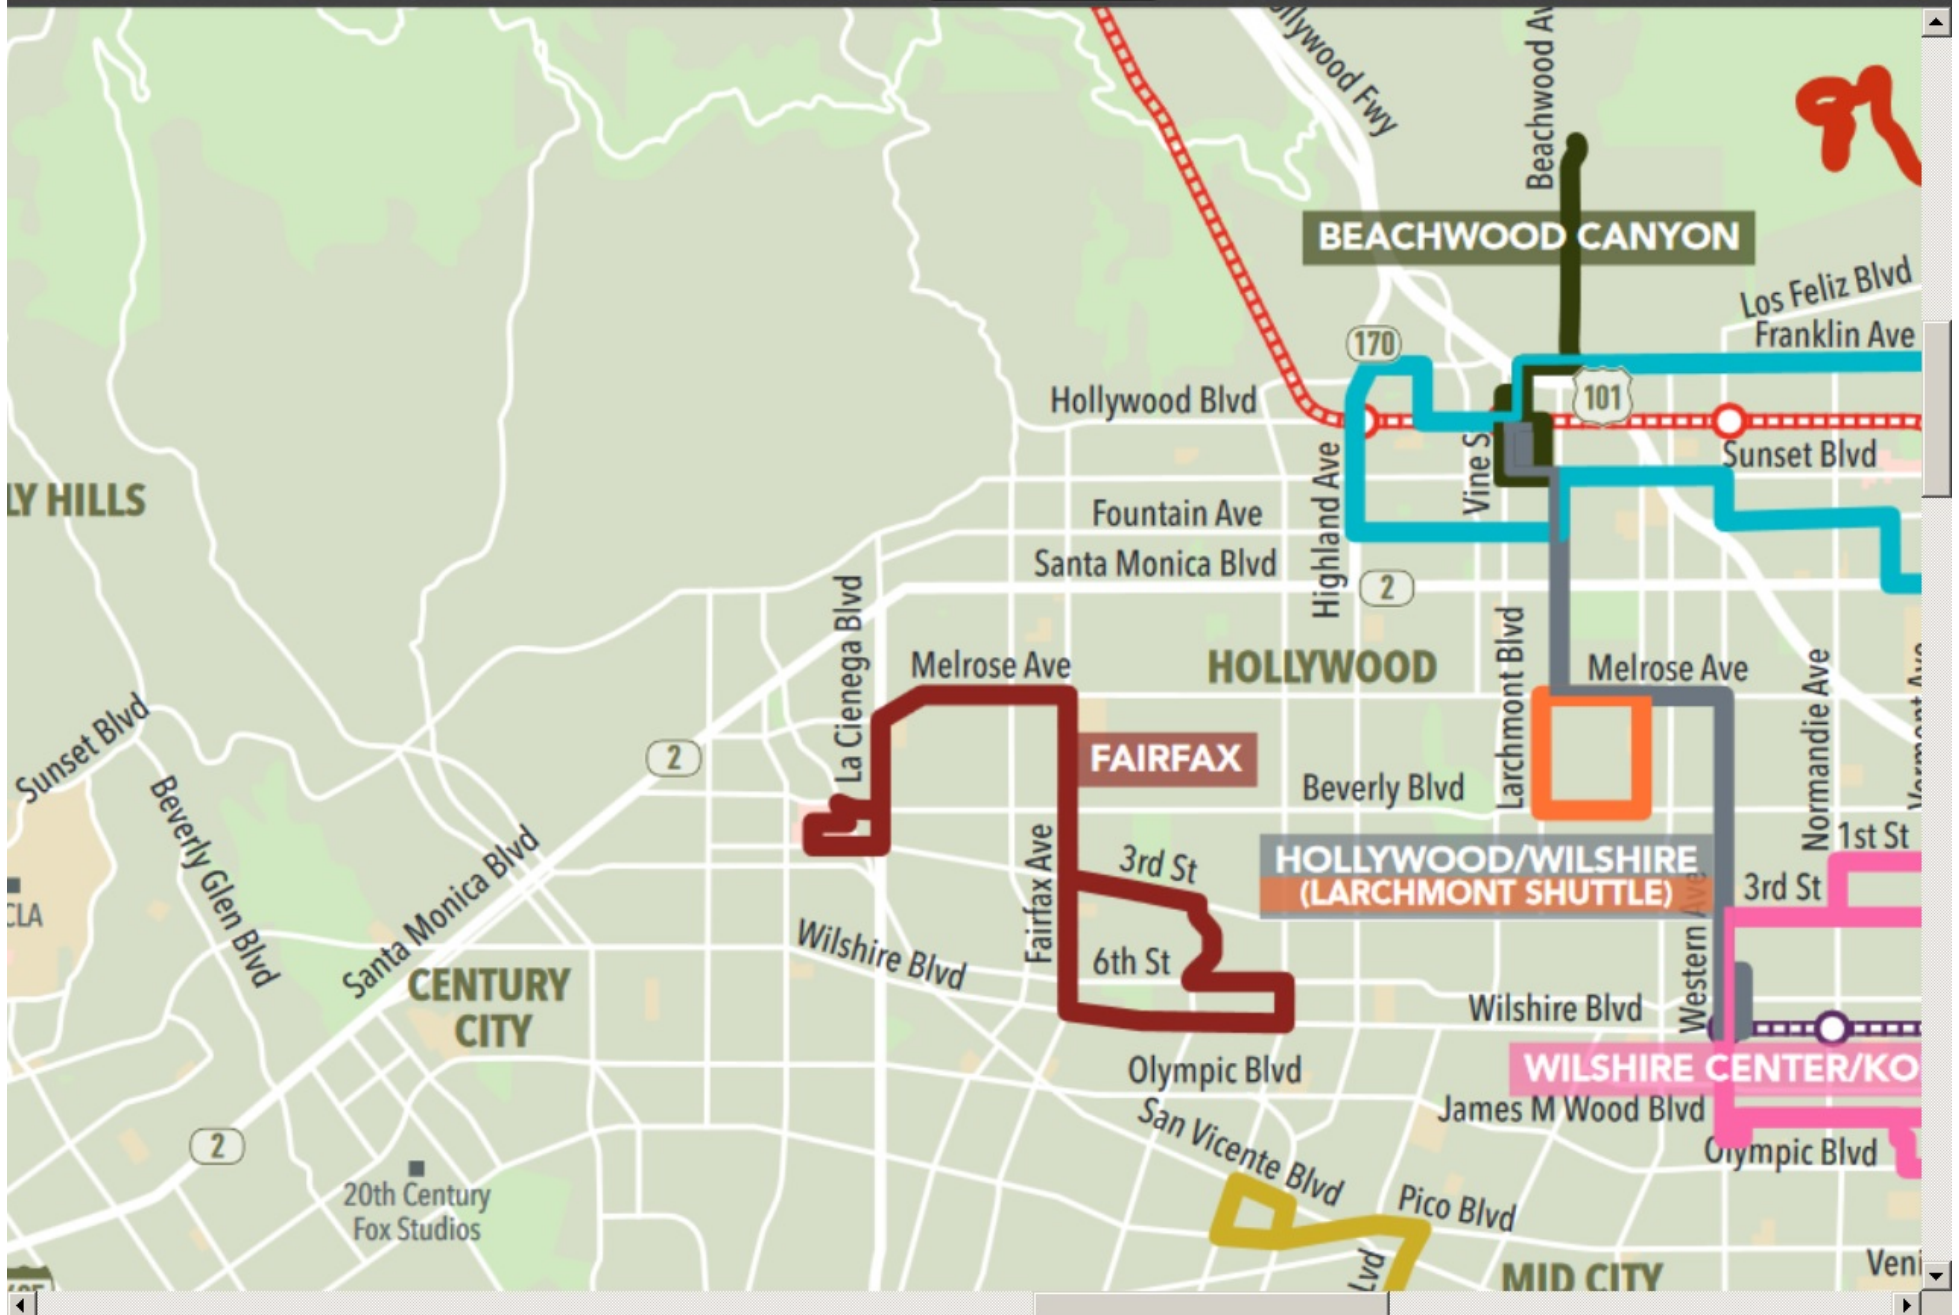 Hollywood Fwy
Beachwood Av
BEACHWOOD CANYON
Los Feliz Blvd
Franklin Ave
170
101
Hollywood Blvd
Sunset Blvd
Vine S
Highland Ave
LY HILLS
Fountain Ave
Santa Monica Blvd
2
La Cienega Blvd
Larchmont Blvd
Melrose Ave
HOLLYWOOD
Melrose Ave
Normandie Ave
Vermont Ave
Sunset Blvd
2
FAIRFAX
Beverly Blvd
Beverly Glen Blvd
Fairfax Ave
3rd St
1st St
HOLLYWOOD/WILSHIRE
(LARCHMONT SHUTTLE)
3rd St
CLA
Santa Monica Blvd
Wilshire Blvd
6th St
Western Ave
CENTURY
CITY
Wilshire Blvd
Olympic Blvd
WILSHIRE CENTER/KO
James M Wood Blvd
San Vicente Blvd
Olympic Blvd
2
20th Century
Fox Studios
Pico Blvd
lvd
MID CITY
Veni